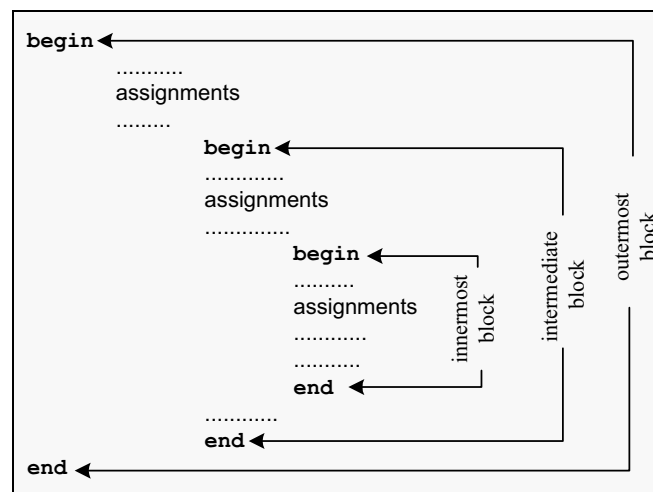 begin
...........
assignments
.........
begin
.............
assignments
..............
begin
..........
assignments
............
...........
end
............
end
end
innermost
block
intermediate
block
outermost
block